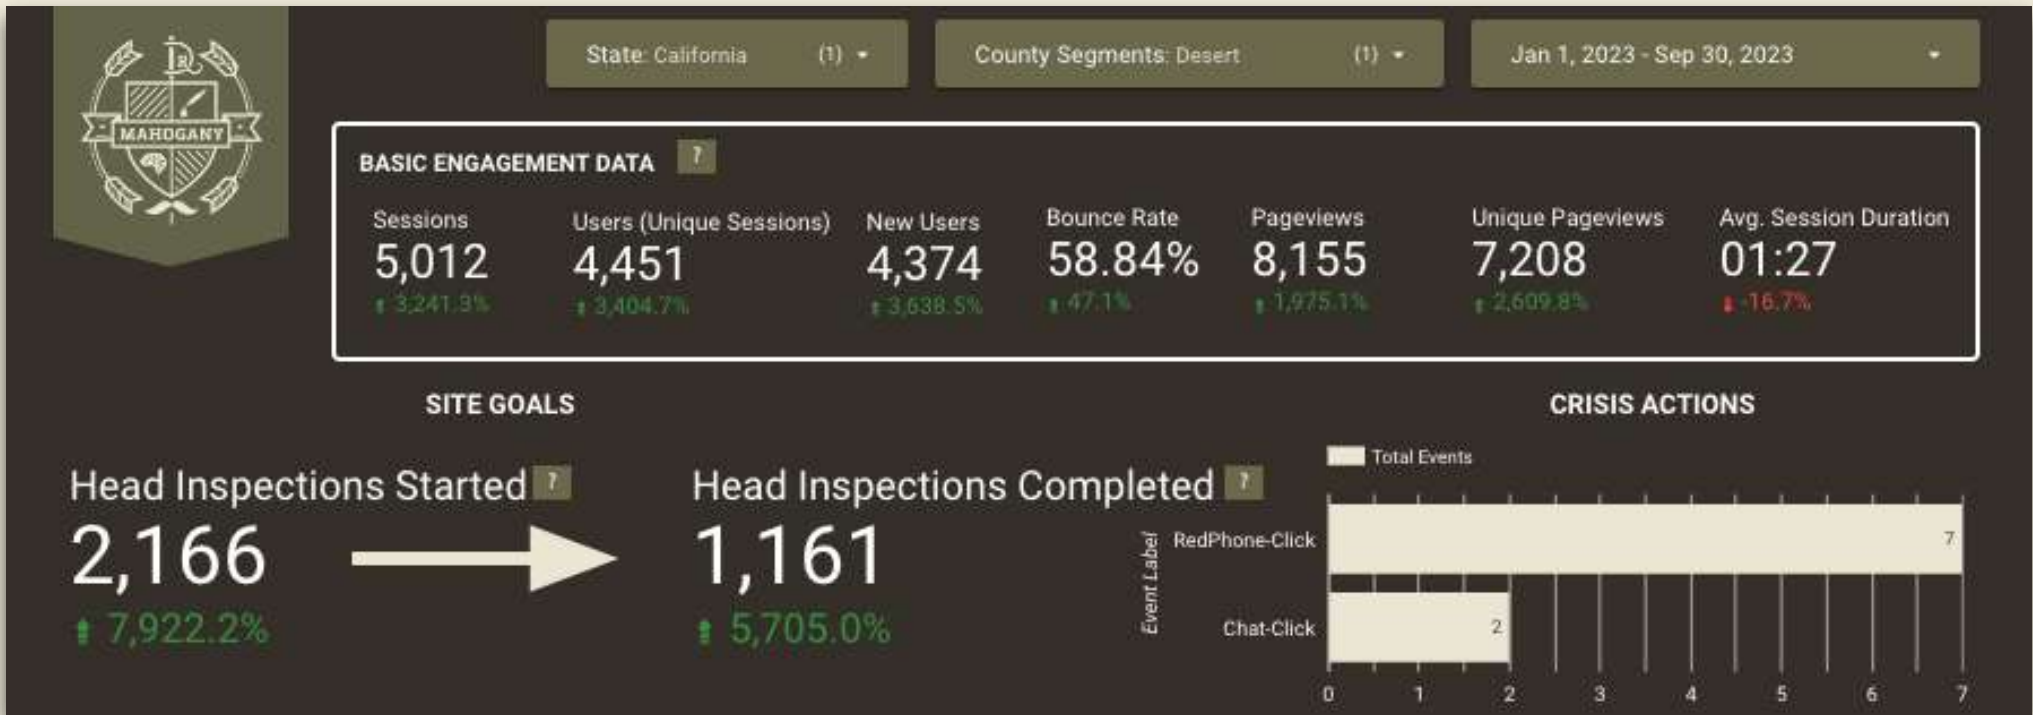 State: California (1)
County Segments: Desert (1)
Jan 1, 2023 - Sep 30, 2023
DR
MAHOGANY
BASIC ENGAGEMENT DATA ?
Sessions
5,012
3,241.3%
Users (Unique Sessions)
4,451
3,404.7%
New Users
4,374
3,638.5%
Bounce Rate
58.84%
47.1%
Pageviews
8,155
1,975.1%
Unique Pageviews
7,208
2,609.8%
Avg. Session Duration
01:27
-16.7%
SITE GOALS
Head Inspections Started ?
2,166
7,922.2%
Head Inspections Completed ?
1,161
5,705.0%
CRISIS ACTIONS
Total Events
Event Label
RedPhone-Click
7
Chat-Click
2
0 1 2 3 4 5 6 7